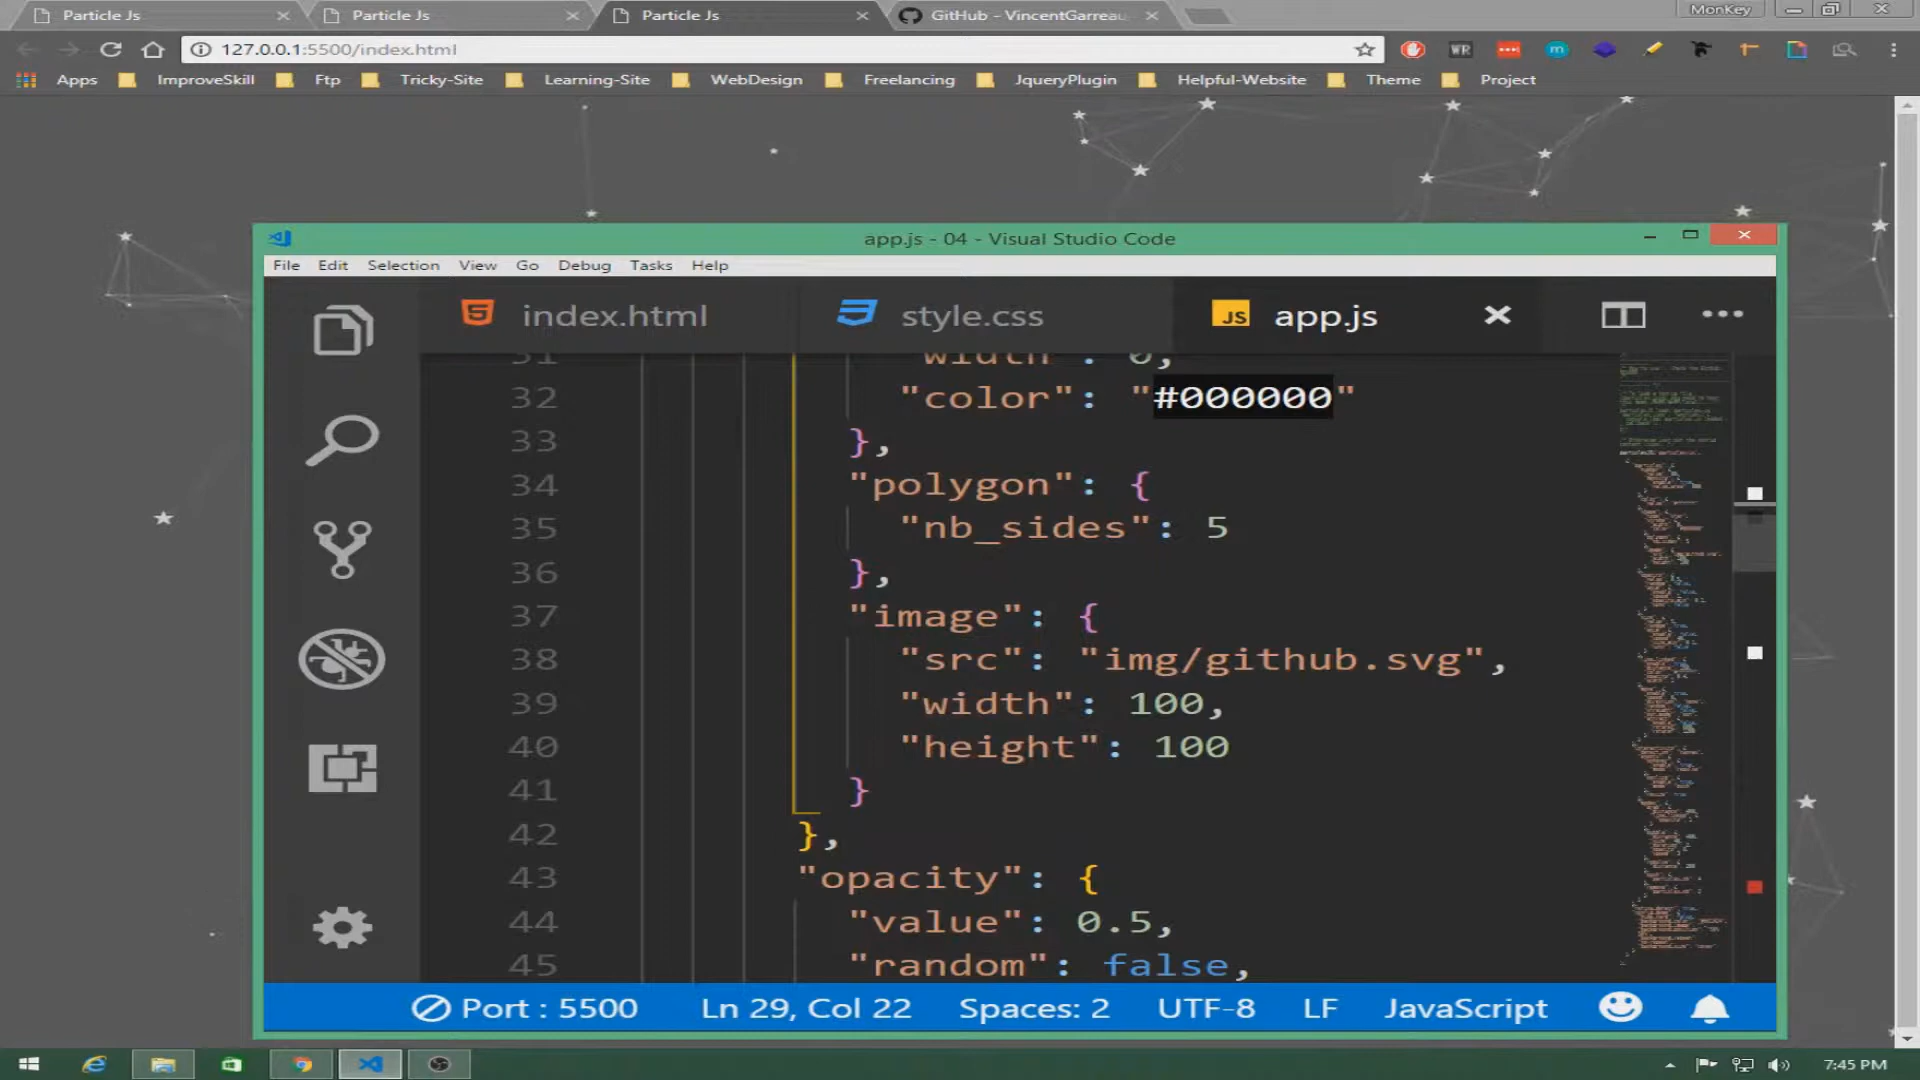 Particle Js
Particle Js
Particle Js
GitHub - VincentGarreau
MonKey
127.0.0.1:5500/index.html
WR
m
Apps ImproveSkill Ftp Tricky-Site Learning-Site WebDesign Freelancing JqueryPlugin Helpful-Website Theme Project
app.js - 04 - Visual Studio Code
File Edit Selection View Go Debug Tasks Help
index.html style.css JS app.js
31 "width": 0,
32 "color": "#000000"
33 },
34 "polygon": {
35 "nb_sides": 5
36 },
37 "image": {
38 "src": "img/github.svg",
39 "width": 100,
40 "height": 100
41 }
42 },
43 "opacity": {
44 "value": 0.5,
45 "random": false,
Port : 5500 Ln 29, Col 22 Spaces: 2 UTF-8 LF JavaScript
7:45 PM